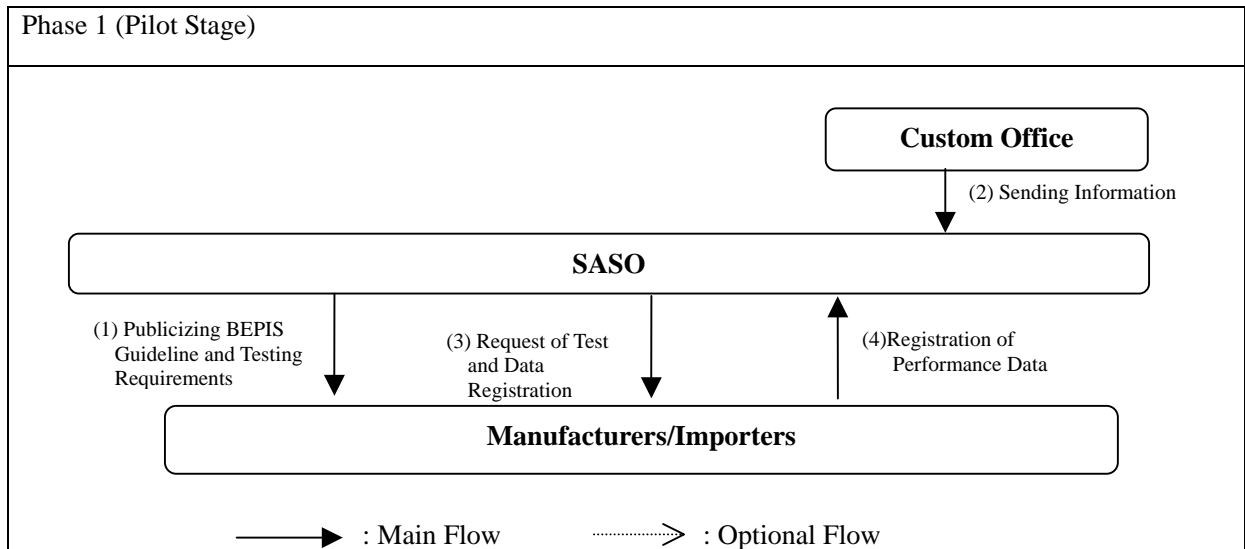 Phase 1 (Pilot Stage)
Custom Office
(2) Sending Information
SASO
(1) Publicizing BEPIS
Guideline and Testing
Requirements
(3) Request of Test
and Data
Registration
(4)Registration of
Performance Data
Manufacturers/Importers
: Main Flow
: Optional Flow